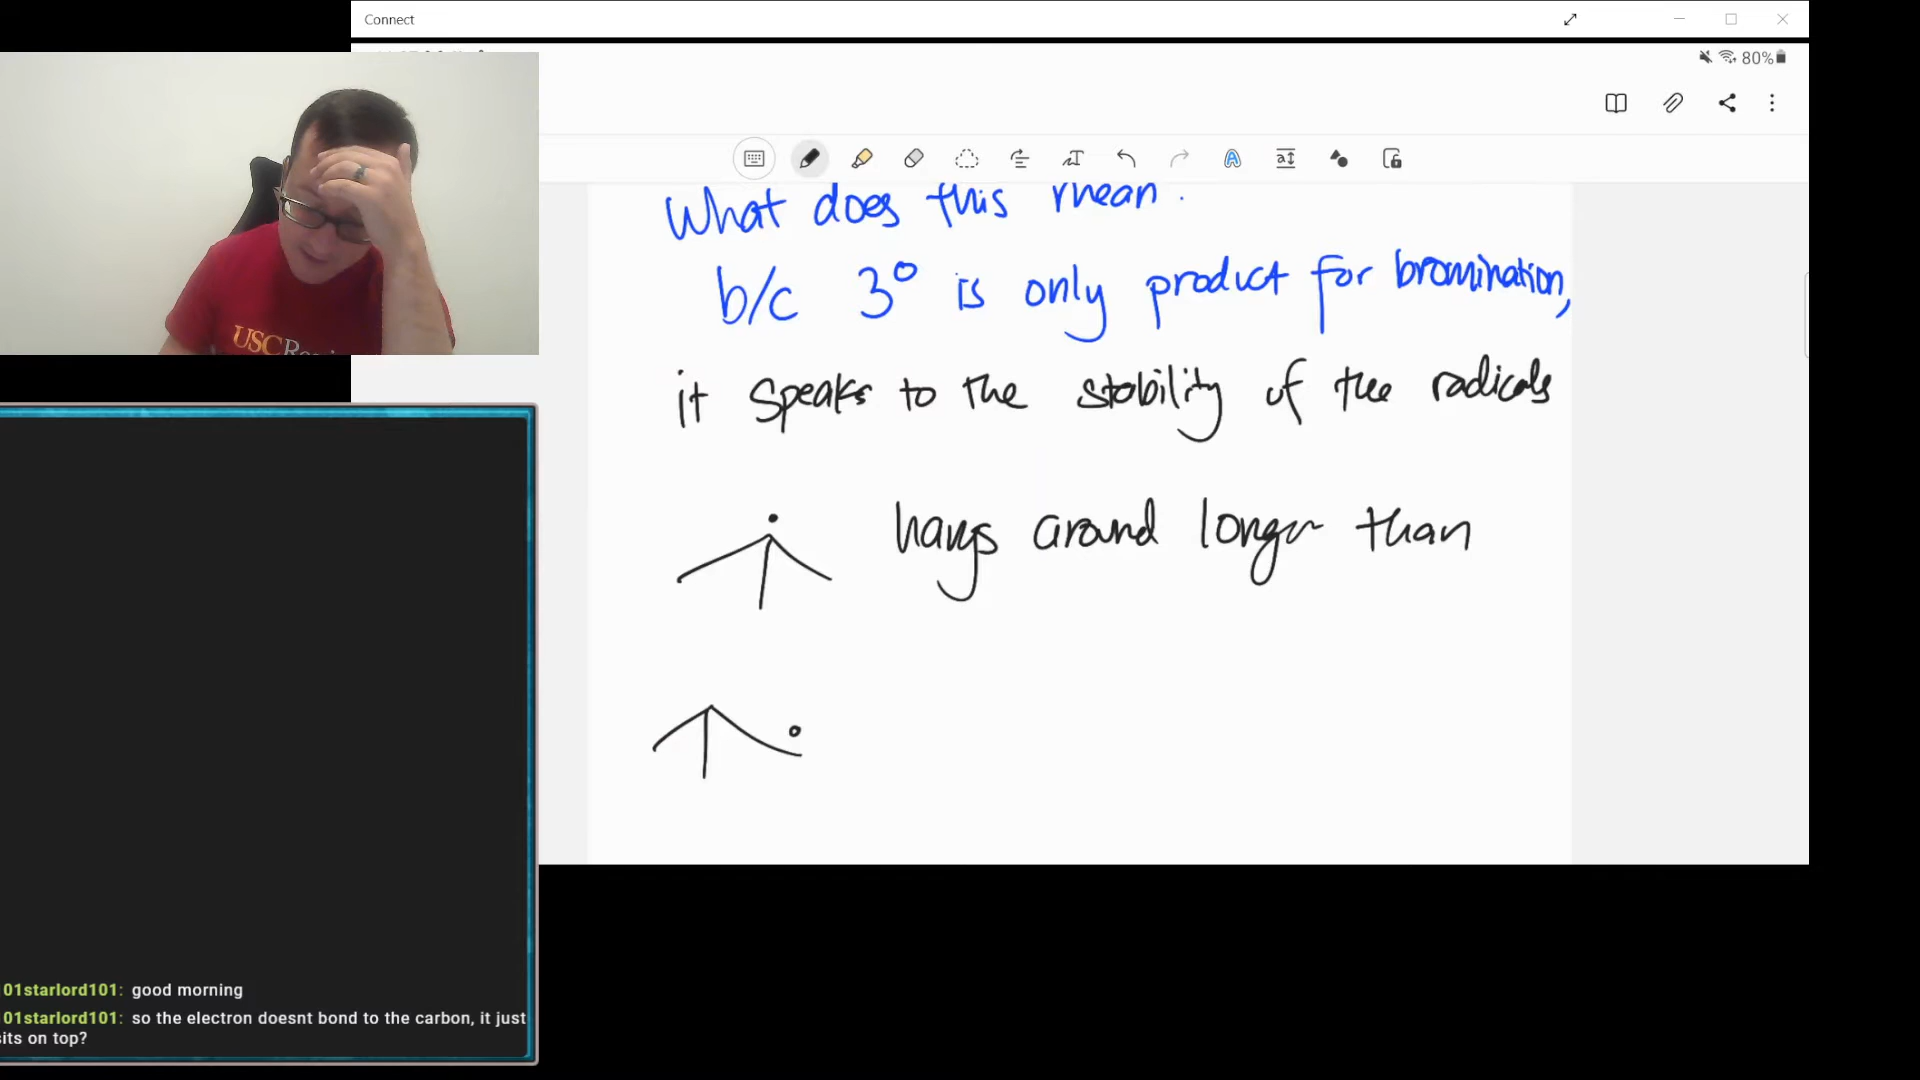 Connect
80%
What does this mean.
b/c 3° is only product for bromination,
it speaks to the stability of the radicals
hangs around longer than
USC
01starlord101: good morning
01starlord101: so the electron doesnt bond to the carbon, it just
sits on top?